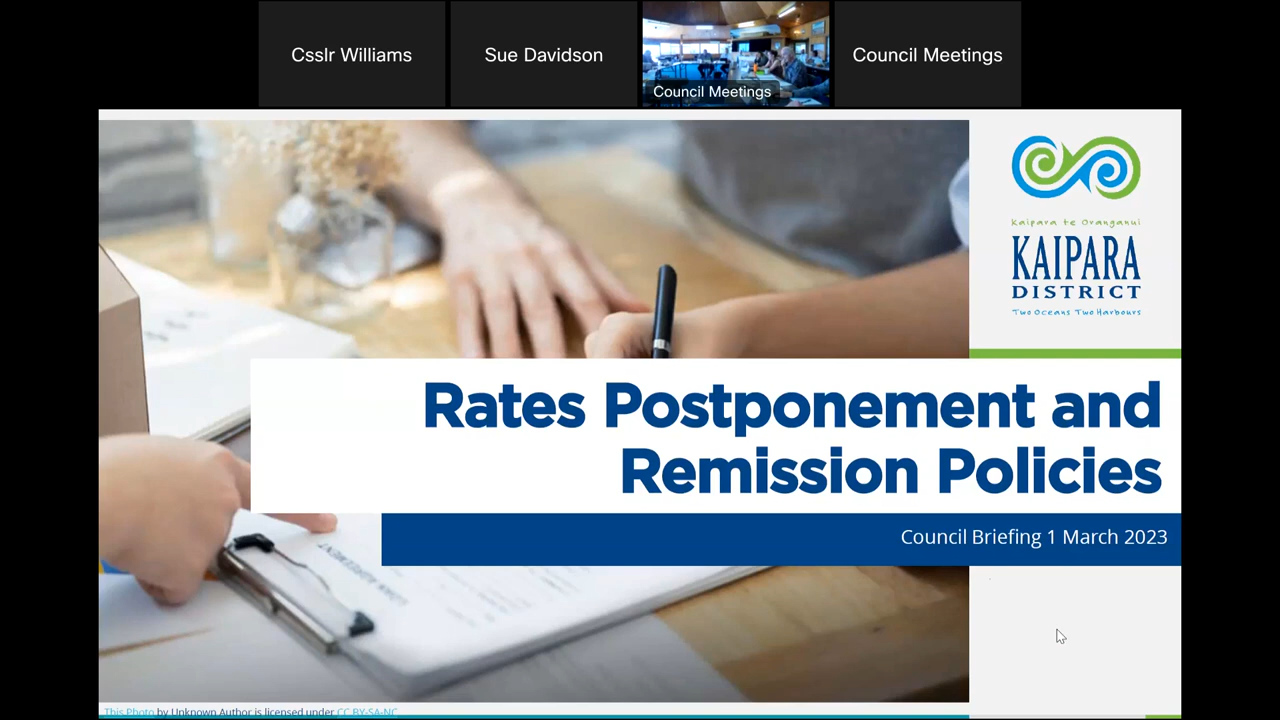 Csslr Williams
Sue Davidson
Council Meetings
Council Meetings
Kaipara te Oranganui
KAIPARA
DISTRICT
Two Oceans Two Harbours
Rates Postponement and
Remission Policies
Council Briefing 1 March 2023
This Photo by Unknown Author is licensed under CC BY-SA-NC